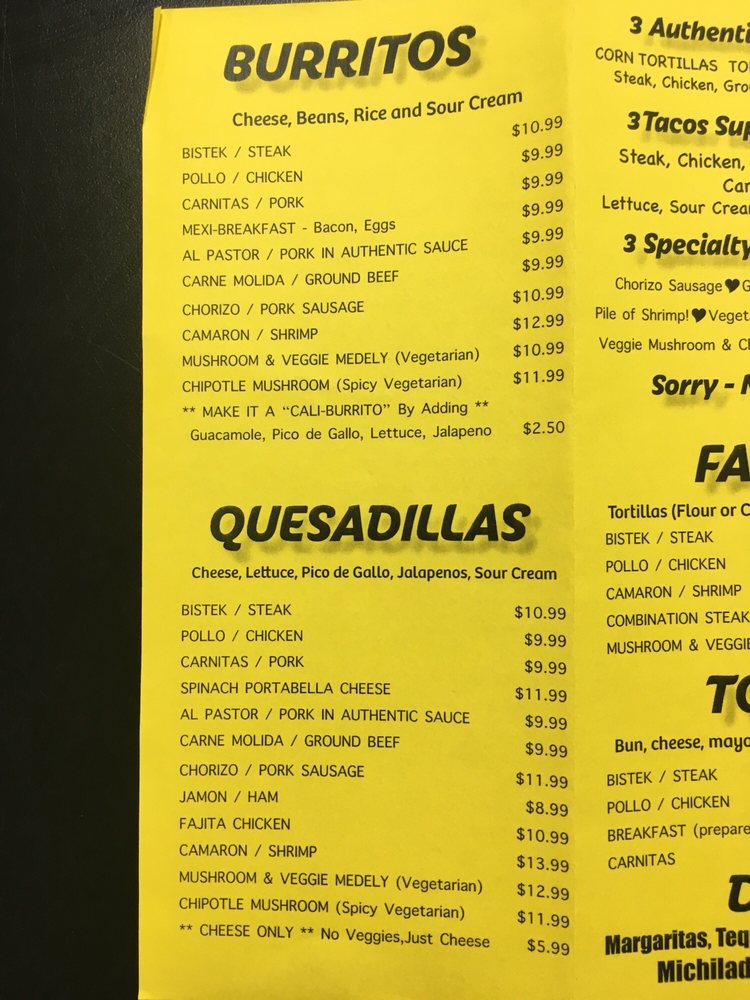 BURRITOS
Cheese, Beans, Rice and Sour Cream
BISTEK / STEAK $10.99
POLLO / CHICKEN $9.99
CARNITAS / PORK $9.99
MEXI-BREAKFAST - Bacon, Eggs $9.99
AL PASTOR / PORK IN AUTHENTIC SAUCE $9.99
CARNE MOLIDA / GROUND BEEF $9.99
CHORIZO / PORK SAUSAGE $10.99
CAMARON / SHRIMP $12.99
MUSHROOM & VEGGIE MEDELY (Vegetarian) $10.99
CHIPOTLE MUSHROOM (Spicy Vegetarian) $11.99
** MAKE IT A “CALI-BURRITO” By Adding **
Guacamole, Pico de Gallo, Lettuce, Jalapeno $2.50
QUESADILLAS
Cheese, Lettuce, Pico de Gallo, Jalapenos, Sour Cream
BISTEK / STEAK $10.99
POLLO / CHICKEN $9.99
CARNITAS / PORK $9.99
SPINACH PORTABELLA CHEESE $11.99
AL PASTOR / PORK IN AUTHENTIC SAUCE $9.99
CARNE MOLIDA / GROUND BEEF $9.99
CHORIZO / PORK SAUSAGE $11.99
JAMON / HAM $8.99
FAJITA CHICKEN $10.99
CAMARON / SHRIMP $13.99
MUSHROOM & VEGGIE MEDELY (Vegetarian) $12.99
CHIPOTLE MUSHROOM (Spicy Vegetarian) $11.99
** CHEESE ONLY ** No Veggies,Just Cheese $5.99
3 Authenti
CORN TORTILLAS TO
Steak, Chicken, Gro
3 Tacos Sup
Steak, Chicken,
Car
Lettuce, Sour Crea
3 Specialty
Chorizo Sausage♥G
Pile of Shrimp!♥Veget
Veggie Mushroom & Ch
Sorry -
FA
Tortillas (Flour or C
BISTEK / STEAK
POLLO / CHICKEN
CAMARON / SHRIMP
COMBINATION STEAK
MUSHROOM & VEGGIE
TO
Bun, cheese, mayo
BISTEK / STEAK
POLLO / CHICKEN
BREAKFAST (prepare
CARNITAS
D
Margaritas, Teq
Michilad